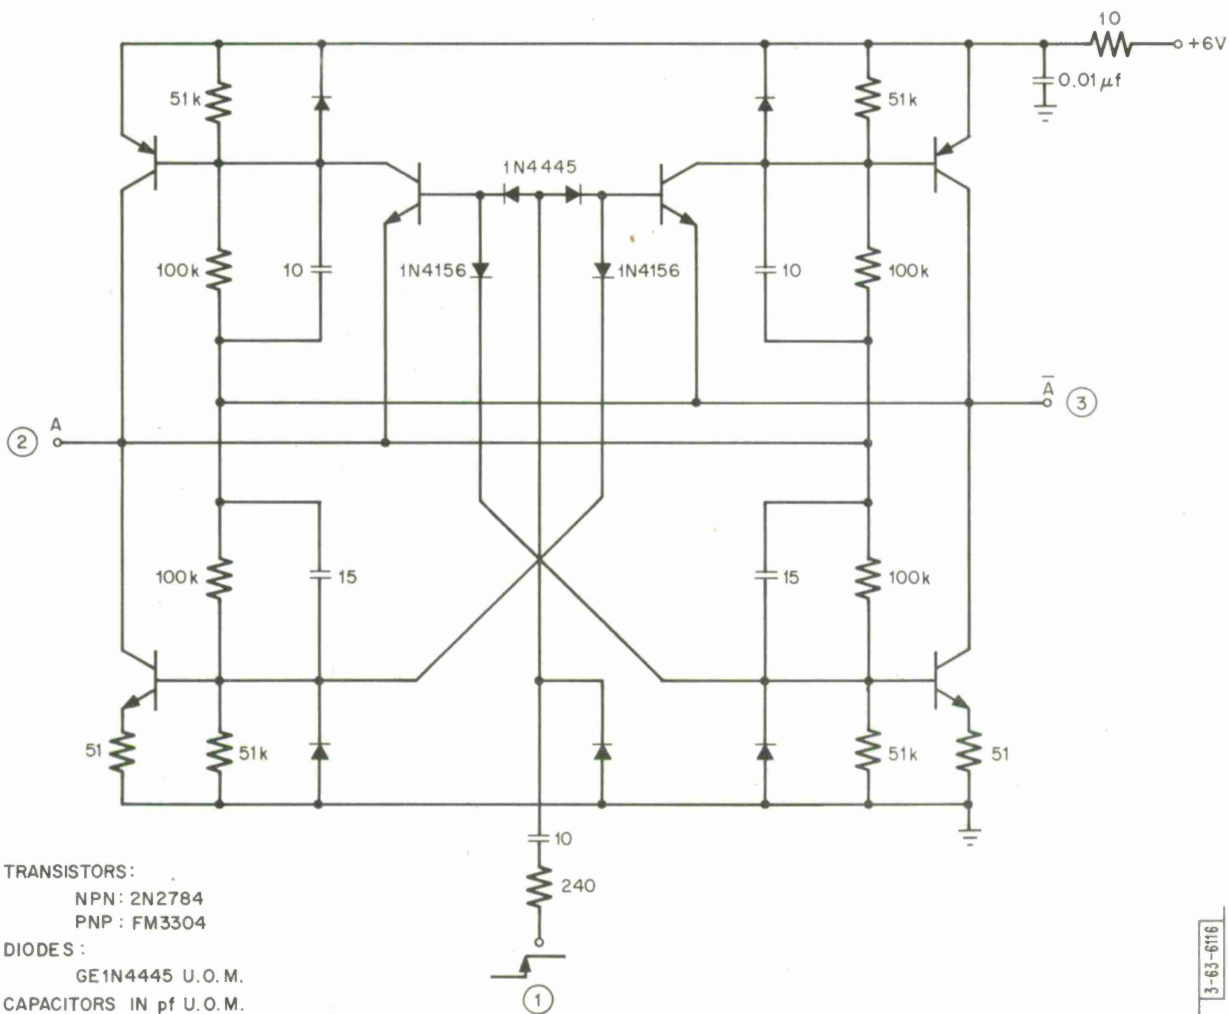 10
+6V
51k
0.01μf
51k
1N4445
100k
10
1N4156
1N4156
10
100k
A
Ā
3
2
A
100k
15
15
100k
51
51k
51k
51
10
240
1
TRANSISTORS:
NPN: 2N2784
PNP: FM3304
DIODES:
GE1N4445 U.O.M.
CAPACITORS IN pf U.O.M.
3-63-6116